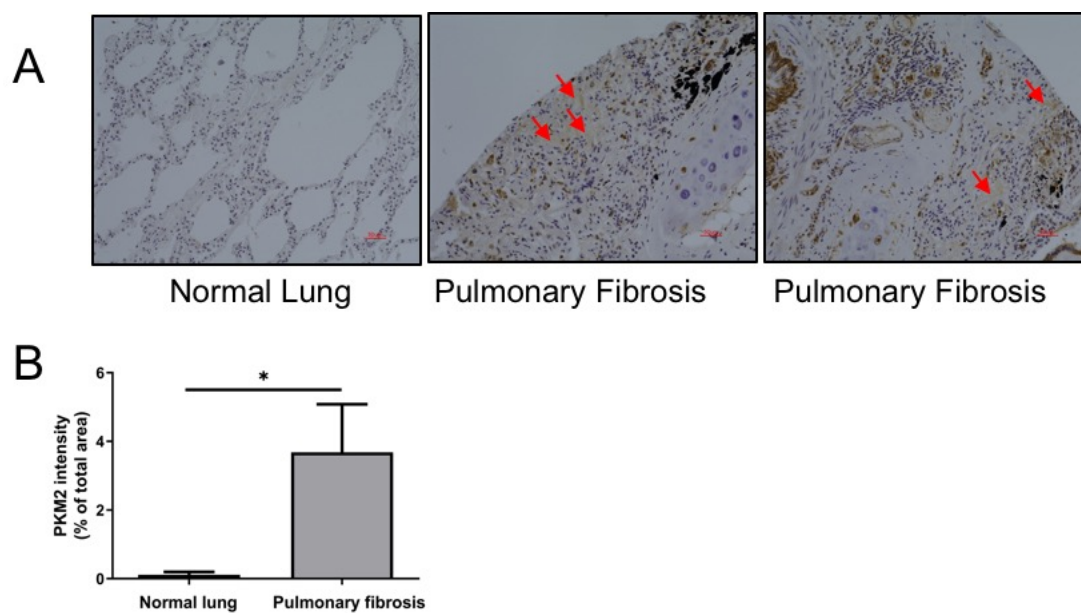 A
Normal Lung
Pulmonary Fibrosis
Pulmonary Fibrosis
B
PKM2 intensity
(% of total area)
6
4
2
0
*
Normal lung
Pulmonary fibrosis